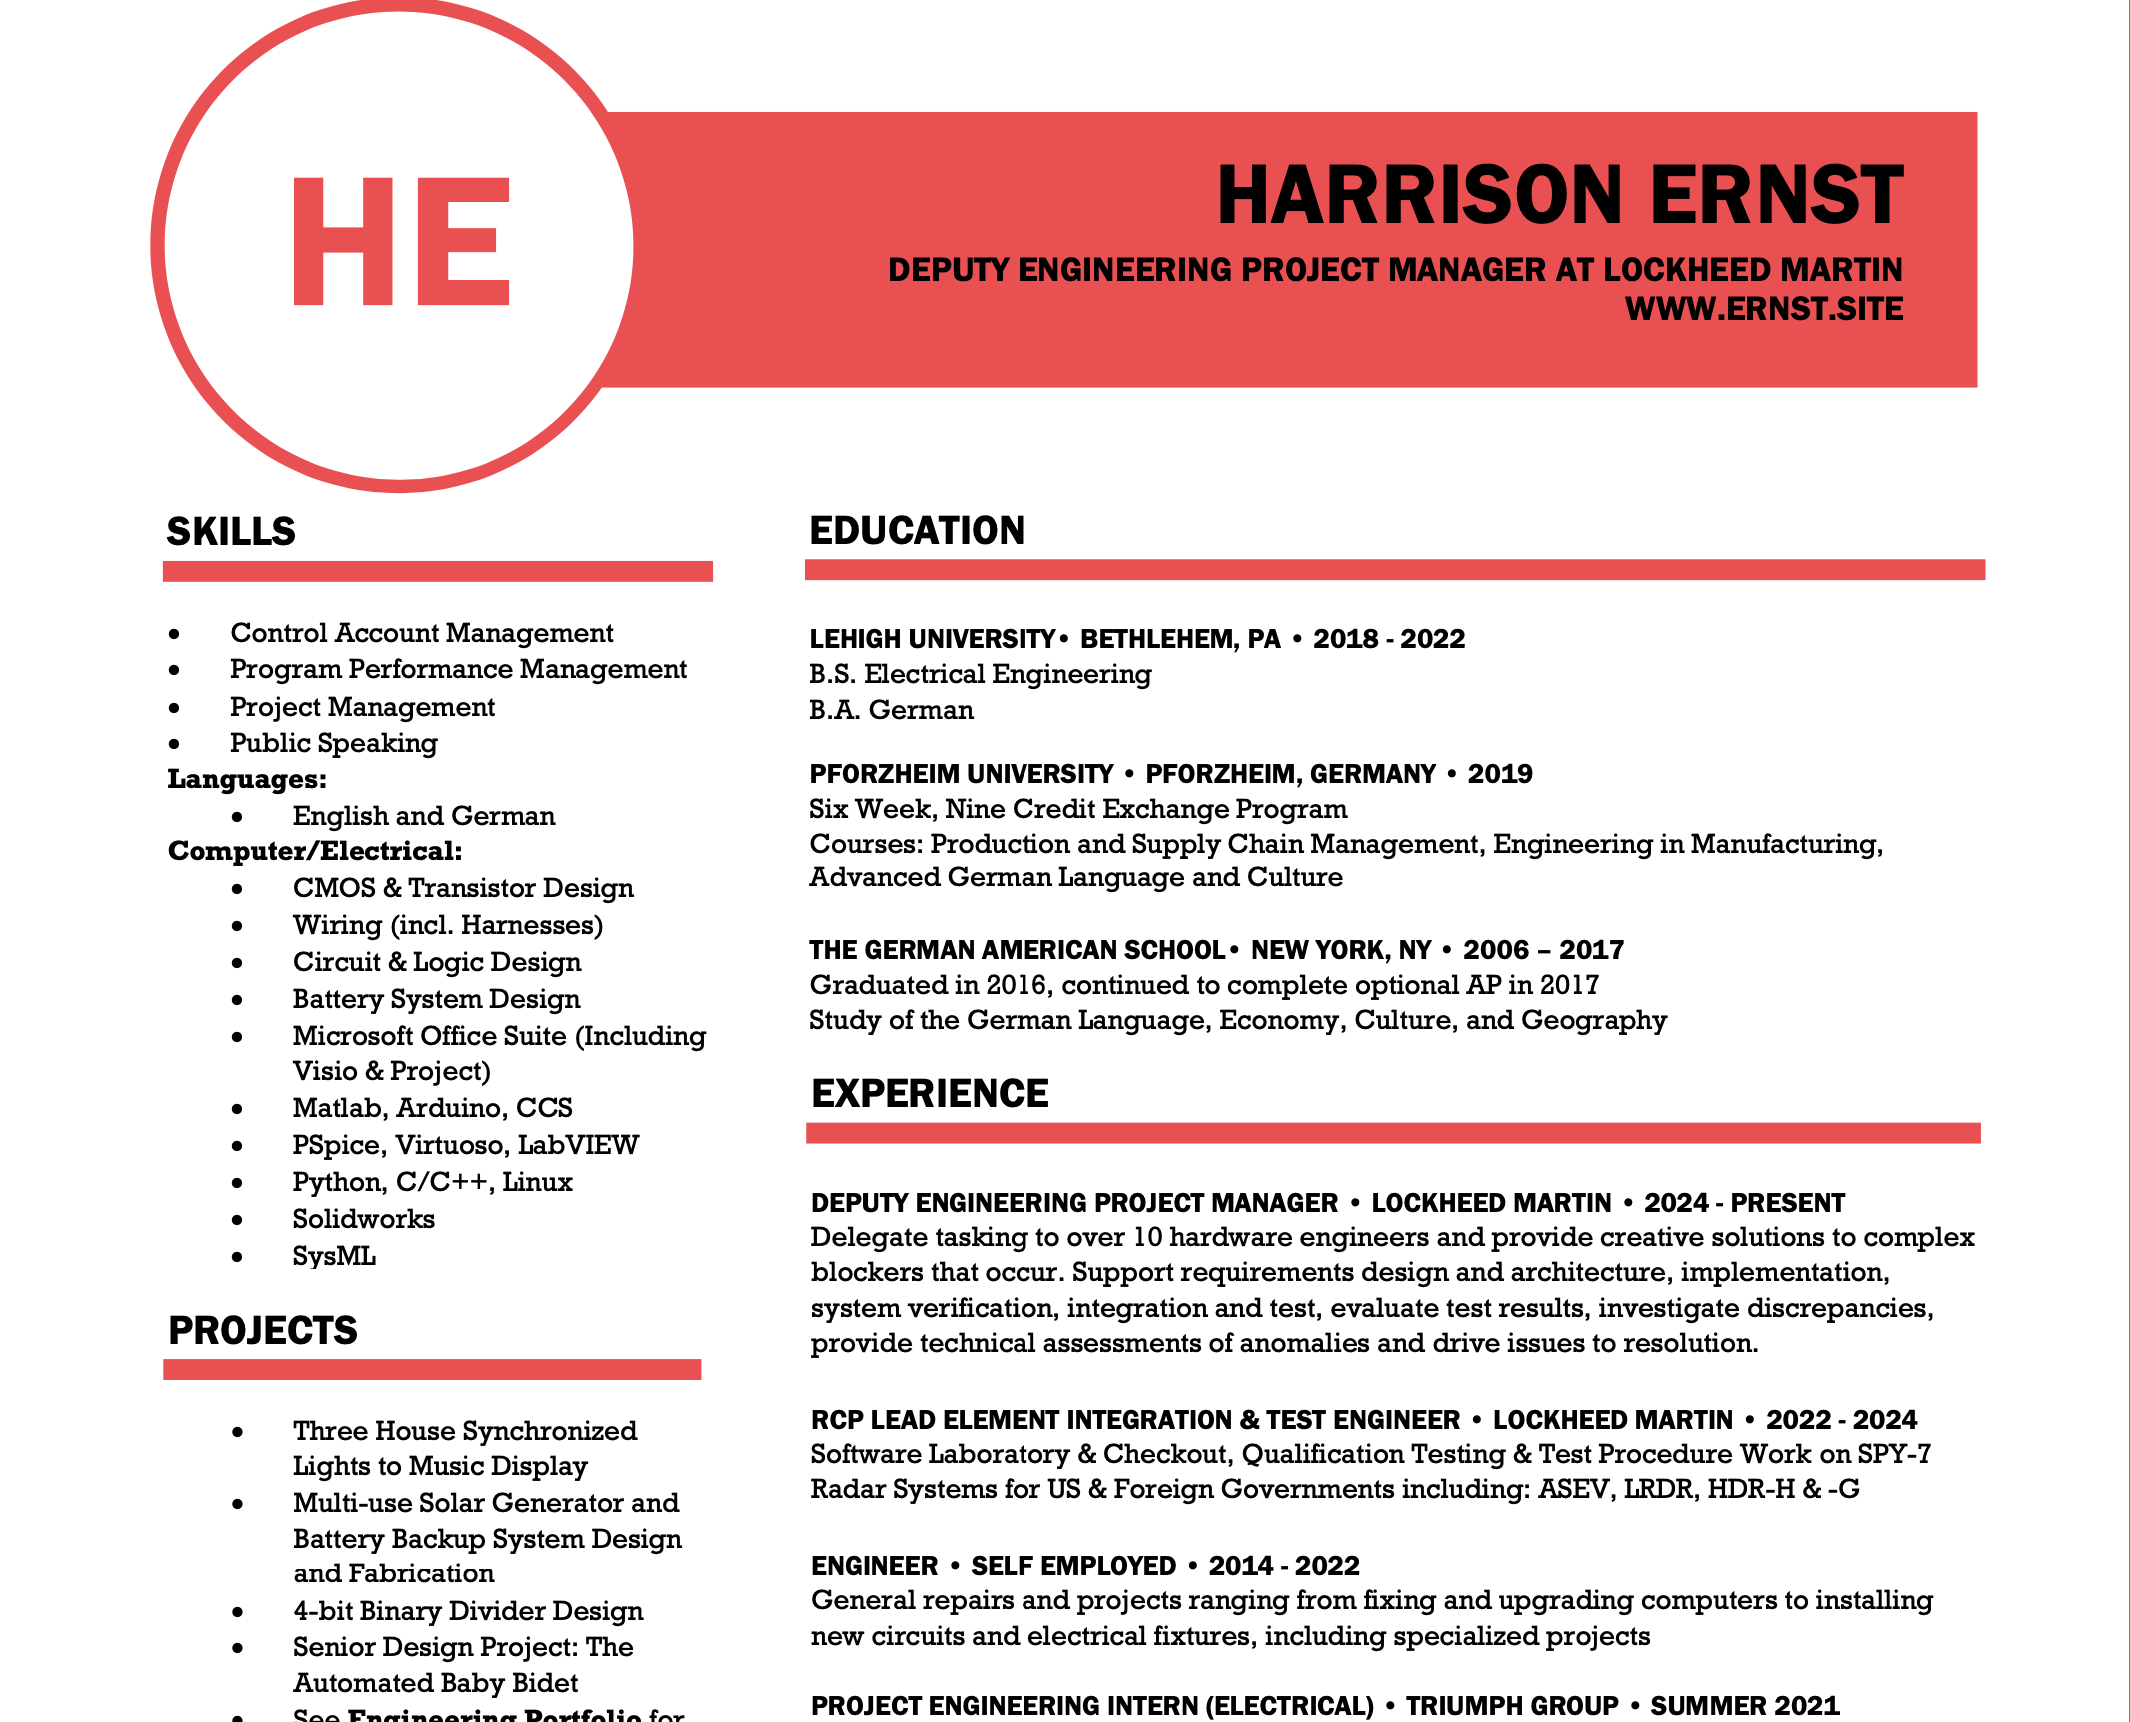 HE
HARRISON ERNST
DEPUTY ENGINEERING PROJECT MANAGER AT LOCKHEED MARTIN
WWW.ERNST.SITE
SKILLS
• Control Account Management
• Program Performance Management
• Project Management
• Public Speaking
Languages:
• English and German
Computer/Electrical:
• CMOS & Transistor Design
• Wiring (incl. Harnesses)
• Circuit & Logic Design
• Battery System Design
• Microsoft Office Suite (Including
Visio & Project)
• Matlab, Arduino, CCS
• PSpice, Virtuoso, LabVIEW
• Python, C/C++, Linux
• Solidworks
• SysML
PROJECTS
• Three House Synchronized
Lights to Music Display
• Multi-use Solar Generator and
Battery Backup System Design
and Fabrication
• 4-bit Binary Divider Design
• Senior Design Project: The
Automated Baby Bidet
• See Engineering Portfolio for
EDUCATION
LEHIGH UNIVERSITY• BETHLEHEM, PA • 2018 - 2022
B.S. Electrical Engineering
B.A. German
PFORZHEIM UNIVERSITY • PFORZHEIM, GERMANY • 2019
Six Week, Nine Credit Exchange Program
Courses: Production and Supply Chain Management, Engineering in Manufacturing,
Advanced German Language and Culture
THE GERMAN AMERICAN SCHOOL• NEW YORK, NY • 2006 – 2017
Graduated in 2016, continued to complete optional AP in 2017
Study of the German Language, Economy, Culture, and Geography
EXPERIENCE
DEPUTY ENGINEERING PROJECT MANAGER • LOCKHEED MARTIN • 2024 - PRESENT
Delegate tasking to over 10 hardware engineers and provide creative solutions to complex
blockers that occur. Support requirements design and architecture, implementation,
system verification, integration and test, evaluate test results, investigate discrepancies,
provide technical assessments of anomalies and drive issues to resolution.
RCP LEAD ELEMENT INTEGRATION & TEST ENGINEER • LOCKHEED MARTIN • 2022 - 2024
Software Laboratory & Checkout, Qualification Testing & Test Procedure Work on SPY-7
Radar Systems for US & Foreign Governments including: ASEV, LRDR, HDR-H & -G
ENGINEER • SELF EMPLOYED • 2014 - 2022
General repairs and projects ranging from fixing and upgrading computers to installing
new circuits and electrical fixtures, including specialized projects
PROJECT ENGINEERING INTERN (ELECTRICAL) • TRIUMPH GROUP • SUMMER 2021